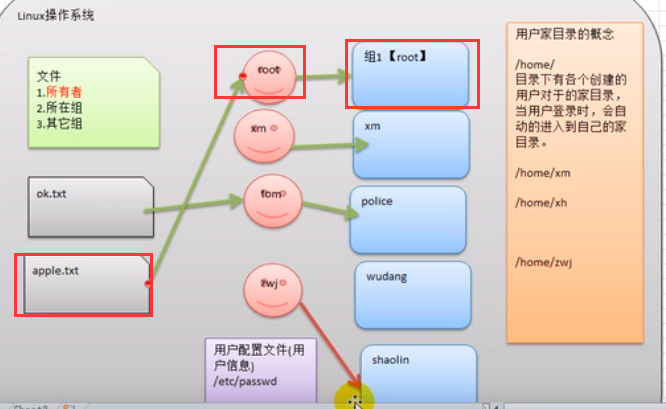 Linux操作系统
文件
1.所有者
2.所在组
3.其它组
ok.txt
apple.txt
root
xm
tom
zwj
组1【root】
xm
police
wudang
shaolin
用户配置文件(用
户信息)
/etc/passwd
用户家目录的概念
/home/
目录下有各个创建的
用户对于的家目录，
当用户登录时，会自
动的进入到自己的家
目录。
/home/xm
/home/xh
/home/zwj